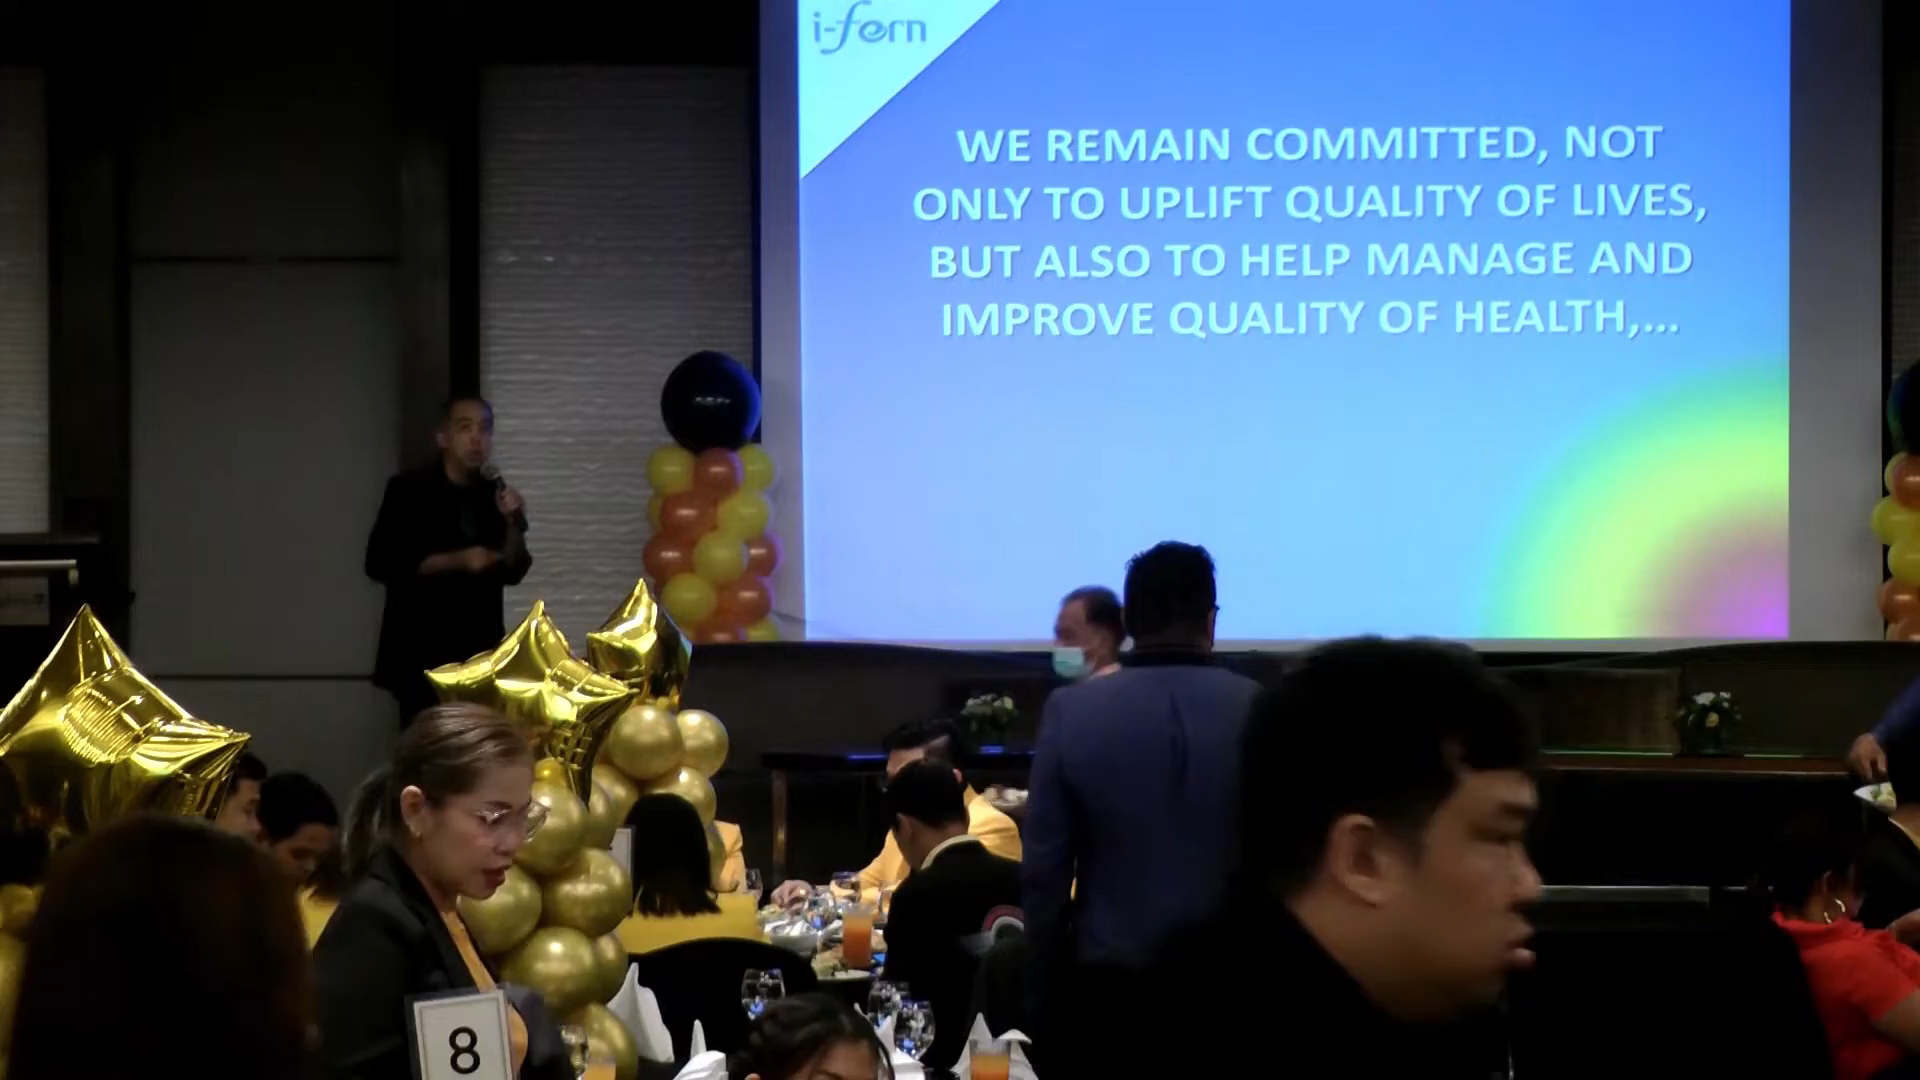 i-fern
WE REMAIN COMMITTED, NOT
ONLY TO UPLIFT QUALITY OF LIVES,
BUT ALSO TO HELP MANAGE AND
IMPROVE QUALITY OF HEALTH,...
8